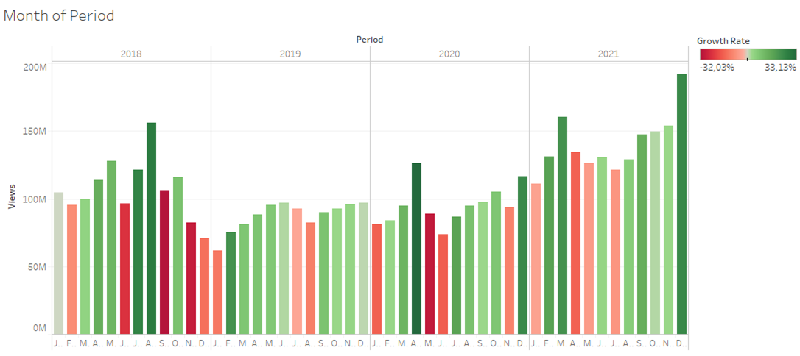 Month of Period
Period
Growth Rate
2018 2019 2020 2021
-32,03% 33,13%
200M
150M
100M
50M
0M
Views
J. F. M A M J. J. A S. O. N D J. F. M A M J. J. A S. O. N D J. F. M A M J. J. A S. O. N D J. F. M A M J. J. A S. O. N D.